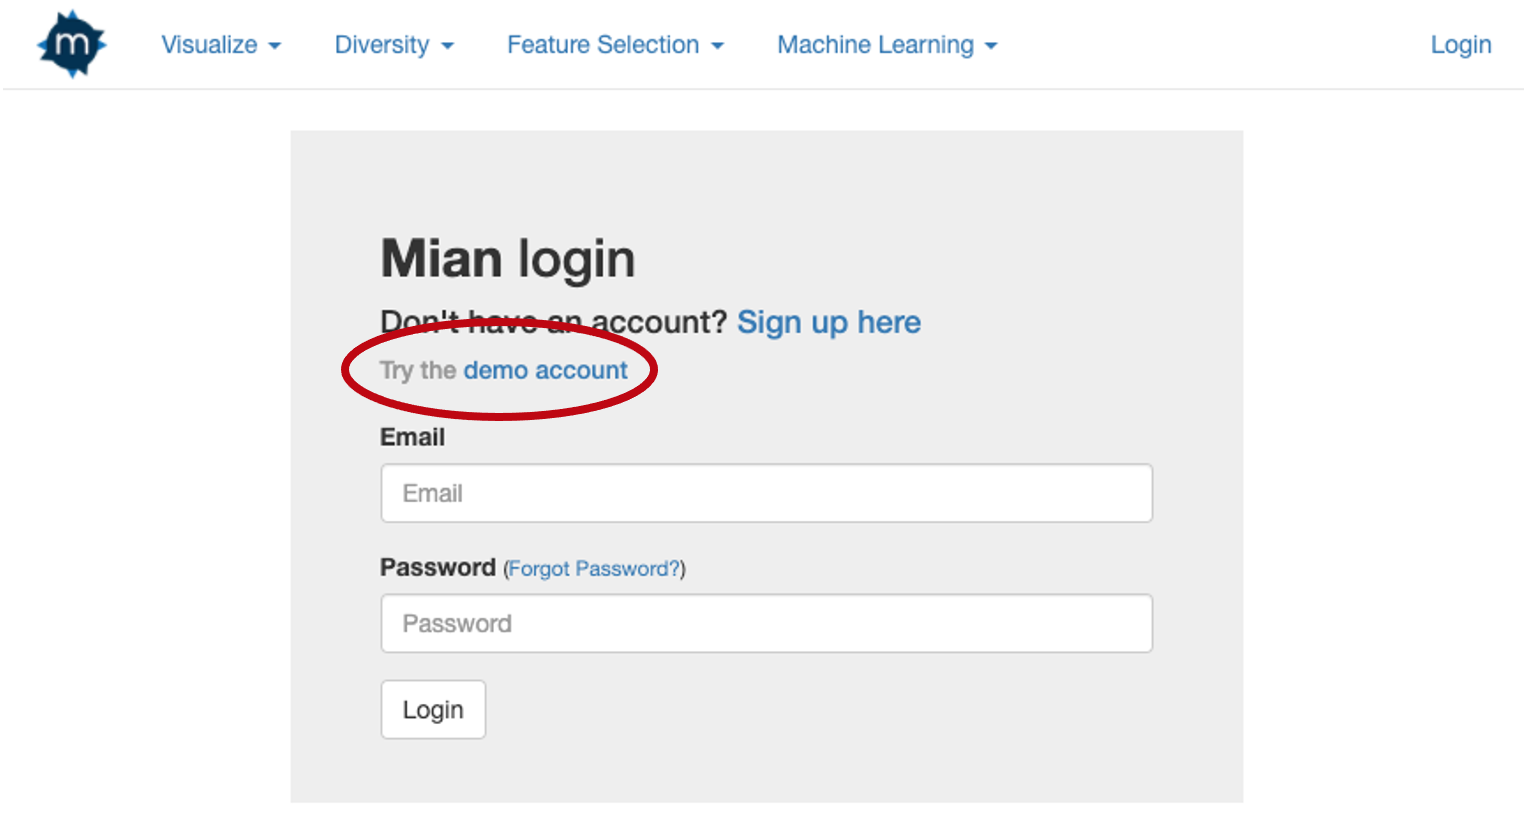 m Visualize Diversity Feature Selection Machine Learning Login
Mian login
Don't have an account? Sign up here
Try the demo account
Email
Email
Password (Forgot Password?)
Password
Login